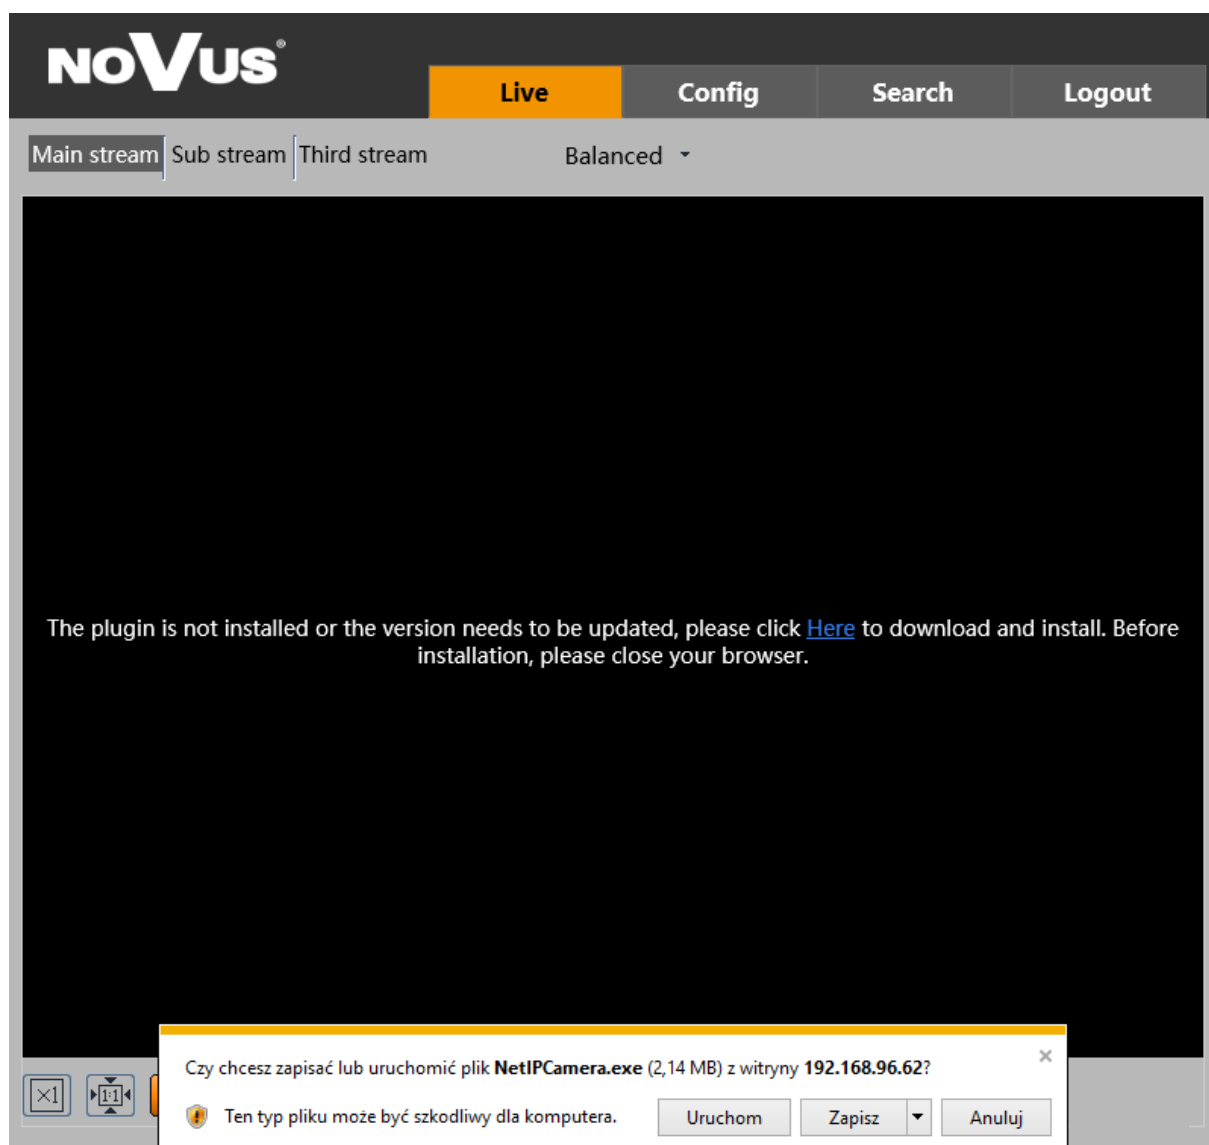 NOVUS®
Live Config Search Logout
Main stream Sub stream Third stream Balanced
The plugin is not installed or the version needs to be updated, please click Here to download and install. Before
installation, please close your browser.
Czy chcesz zapisać lub uruchomić plik NetIPCamera.exe (2,14 MB) z witryny 192.168.96.62?
Ten typ pliku może być szkodliwy dla komputera. Uruchom Zapisz Anuluj
×1 1:1